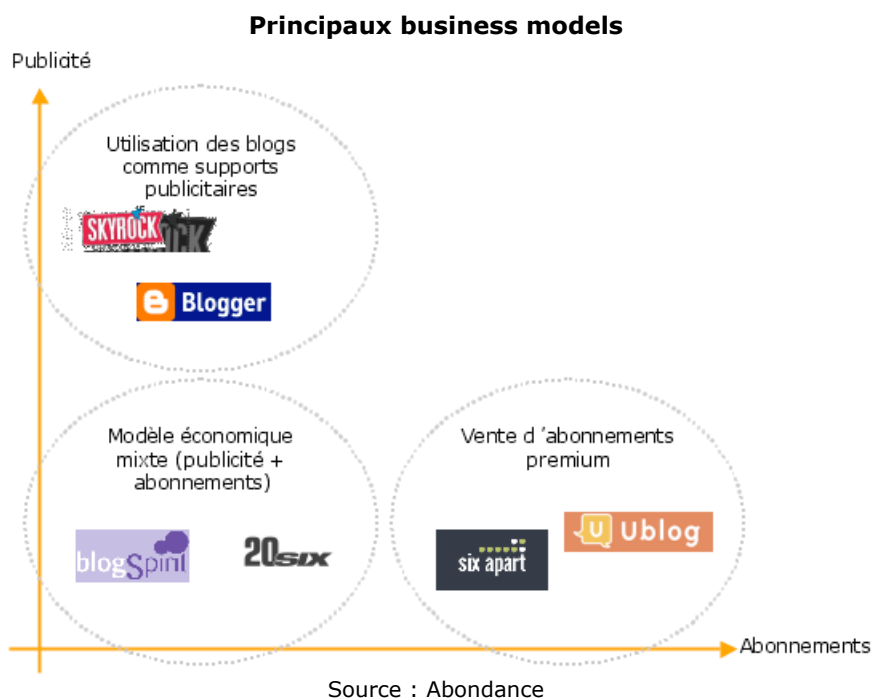 Principaux business models
Publicité
Utilisation des blogs
comme supports
publicitaires
SKYROCK
Blogger
Modèle économique
mixte (publicité +
abonnements)
blogSpirit
20six
Vente d 'abonnements
premium
six apart
U Ublog
Abonnements
Source : Abondance